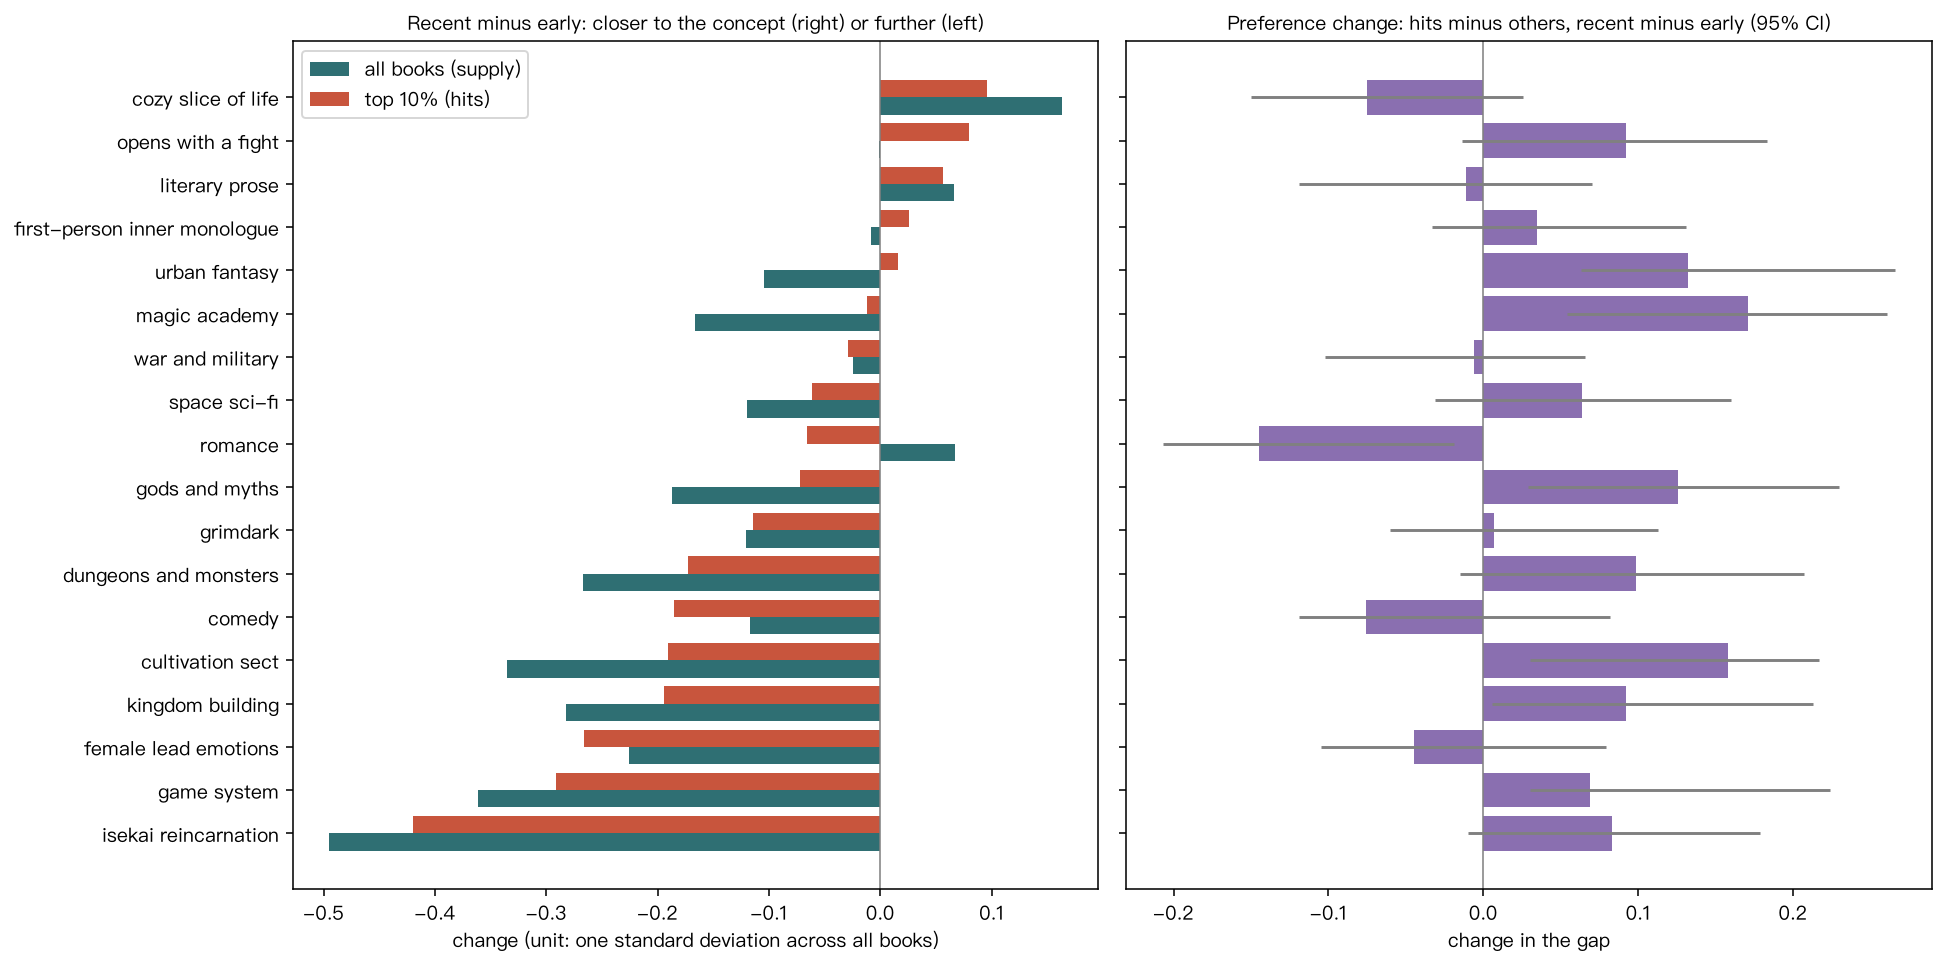 Recent minus early: closer to the concept (right) or further (left)
all books (supply)
top 10% (hits)
cozy slice of life
opens with a fight
literary prose
first-person inner monologue
urban fantasy
magic academy
war and military
space sci-fi
romance
gods and myths
grimdark
dungeons and monsters
comedy
cultivation sect
kingdom building
female lead emotions
game system
isekai reincarnation
−0.5 −0.4 −0.3 −0.2 −0.1 0.0 0.1
change (unit: one standard deviation across all books)
Preference change: hits minus others, recent minus early (95% CI)
−0.2 −0.1 0.0 0.1 0.2
change in the gap